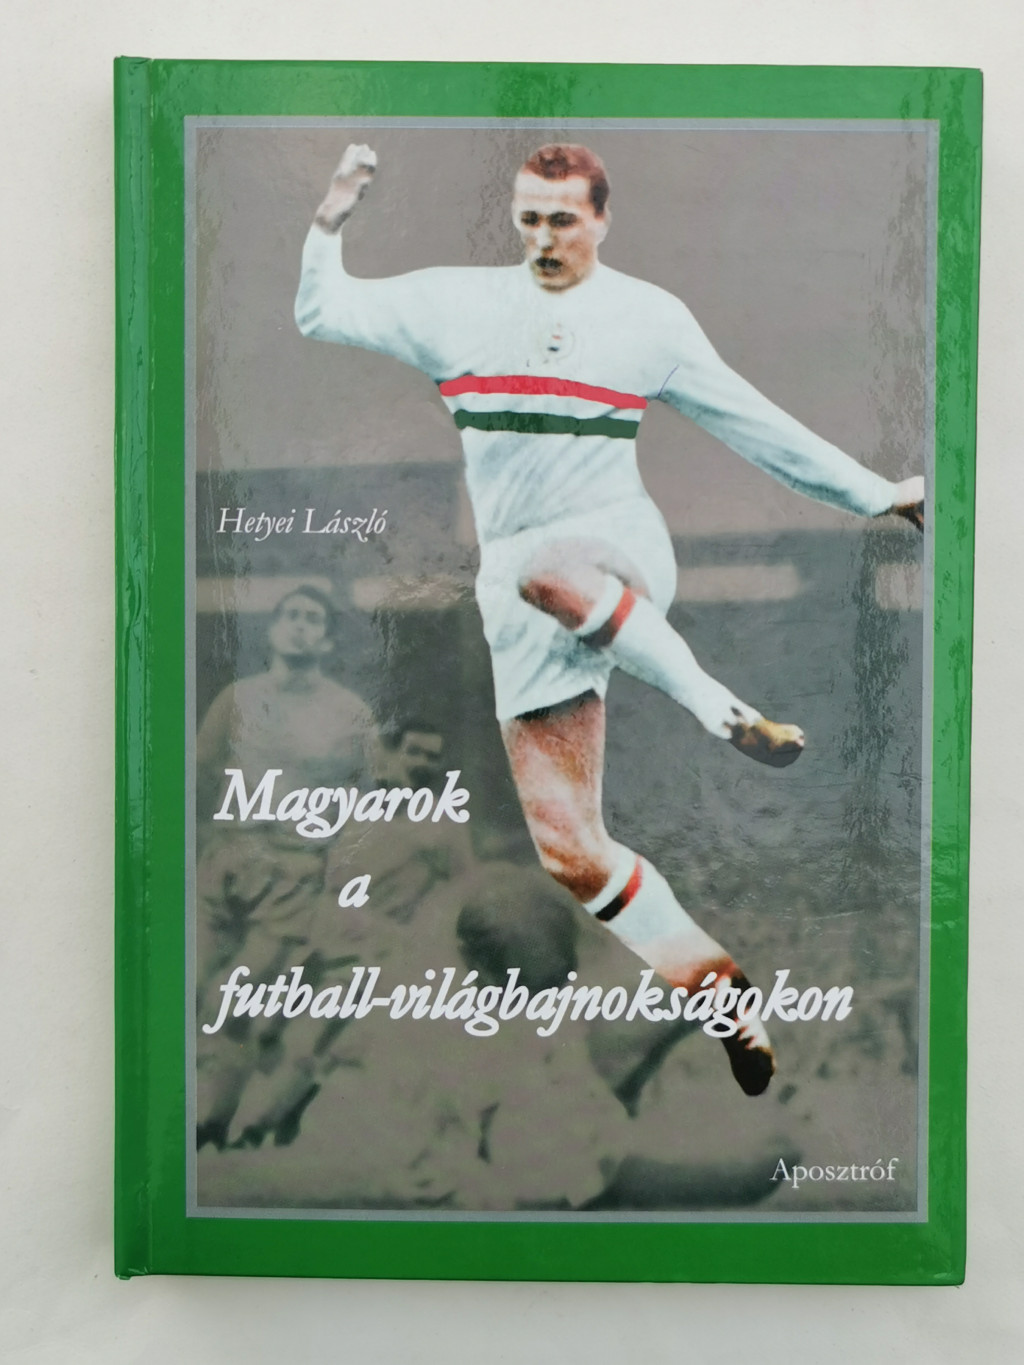 Hetyei László
Magyarok
a
futball-világbajnokságokon
Aposztróf